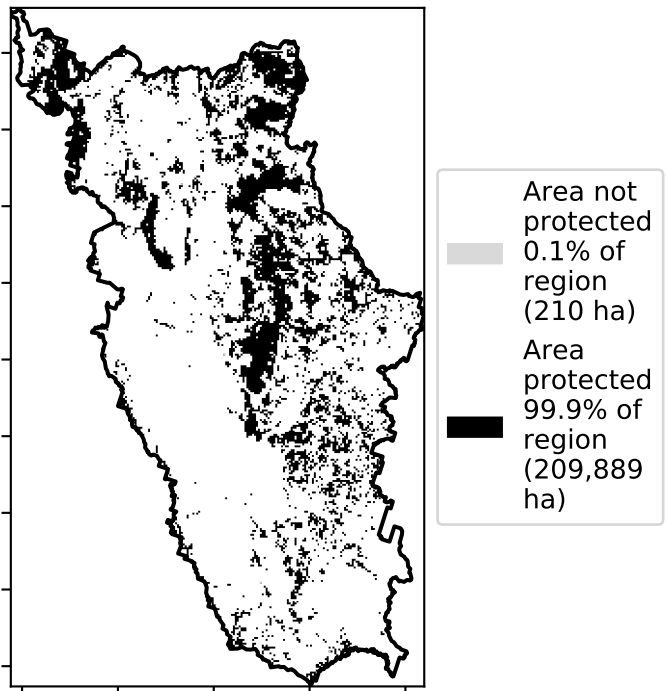 Area not
protected
0.1% of
region
(210 ha)
Area
protected
99.9% of
region
(209,889
ha)